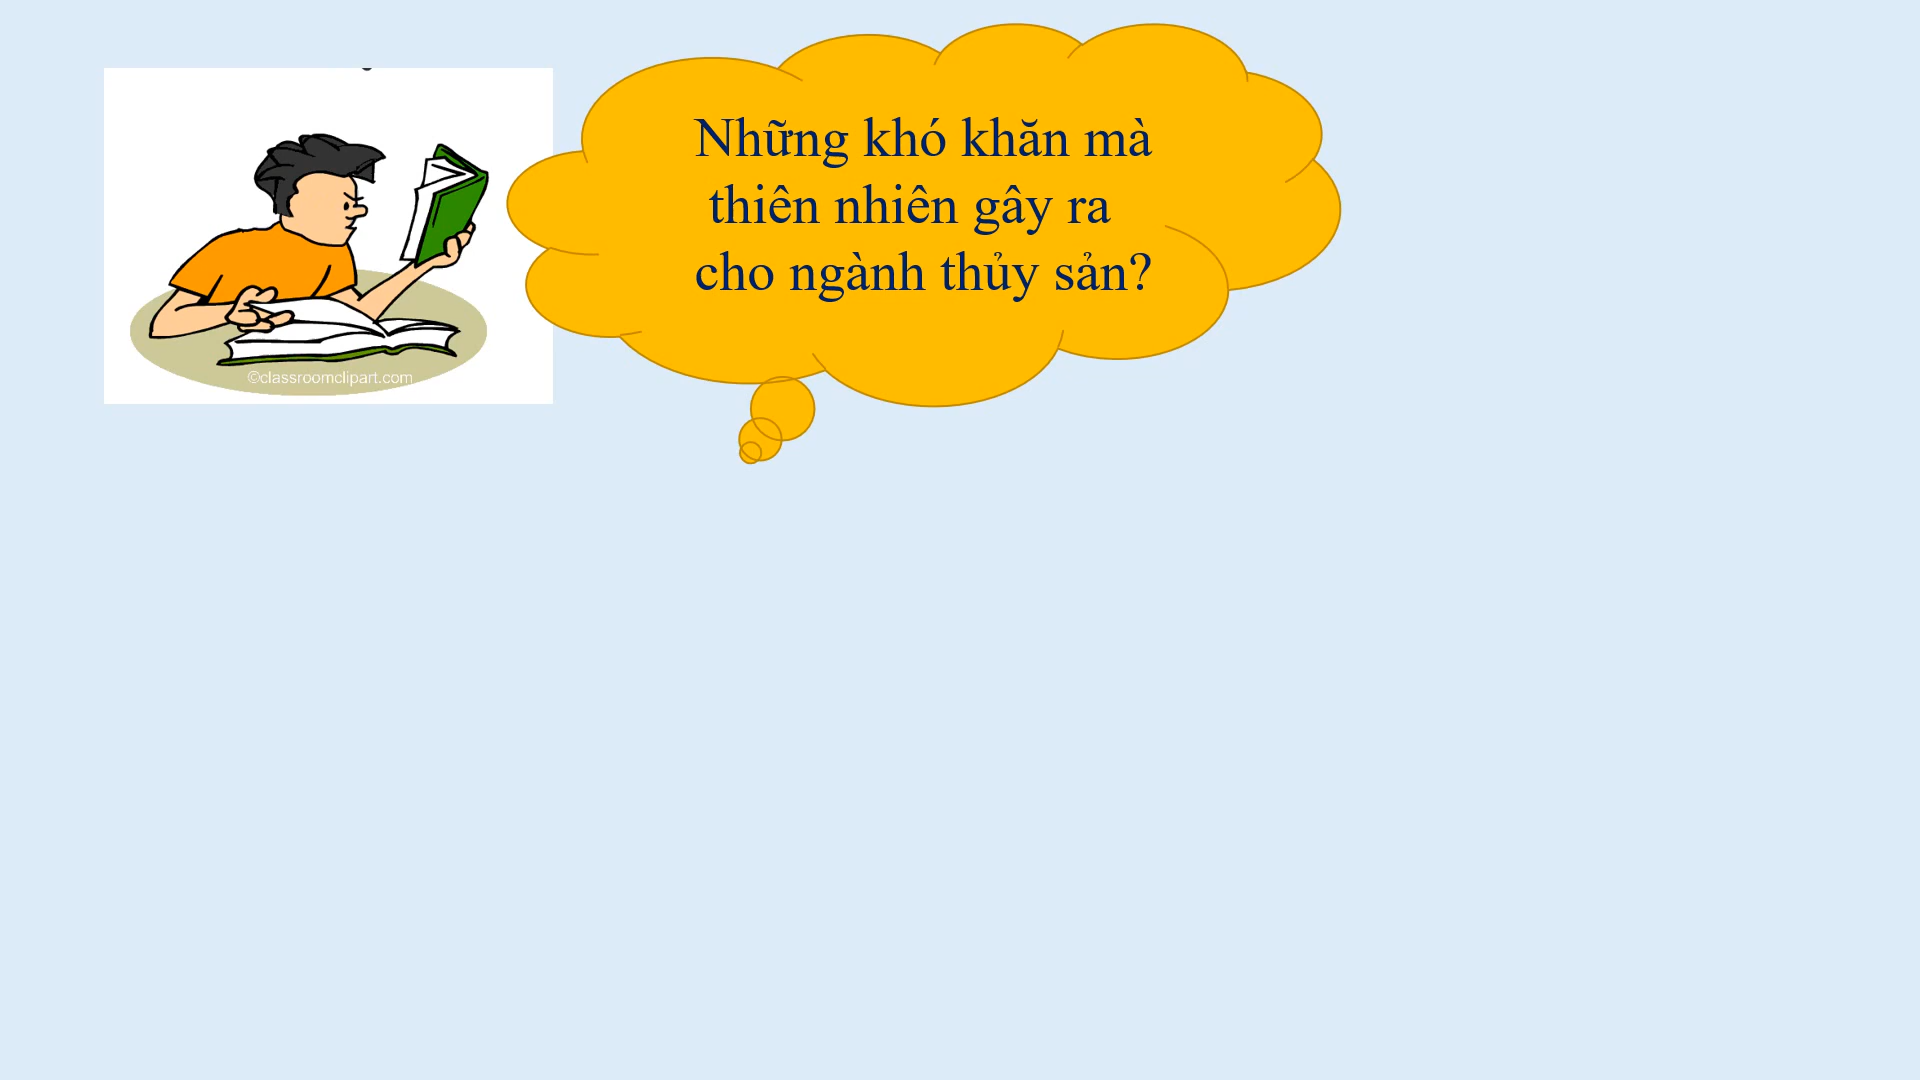 Những khó khăn mà
thiên nhiên gây ra
cho ngành thủy sản?
©classroomclipart.com